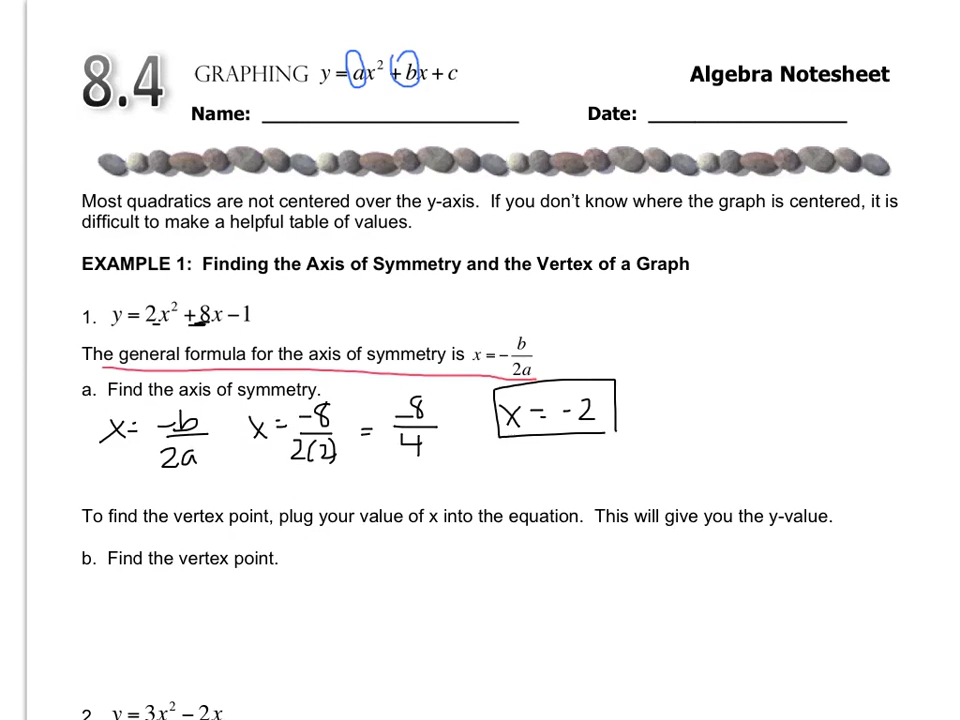 8.4 GRAPHING y = ax² + bx + c Algebra Notesheet
Name: ____________ Date: ____________
Most quadratics are not centered over the y-axis. If you don't know where the graph is centered, it is
difficult to make a helpful table of values.
EXAMPLE 1: Finding the Axis of Symmetry and the Vertex of a Graph
1. y = 2x² + 8x − 1
The general formula for the axis of symmetry is x = − b/2a
a. Find the axis of symmetry.
x = -b/2a x = -8/2(2) = -8/4 x = -2
To find the vertex point, plug your value of x into the equation. This will give you the y-value.
b. Find the vertex point.
2. y = 3x² − 2x